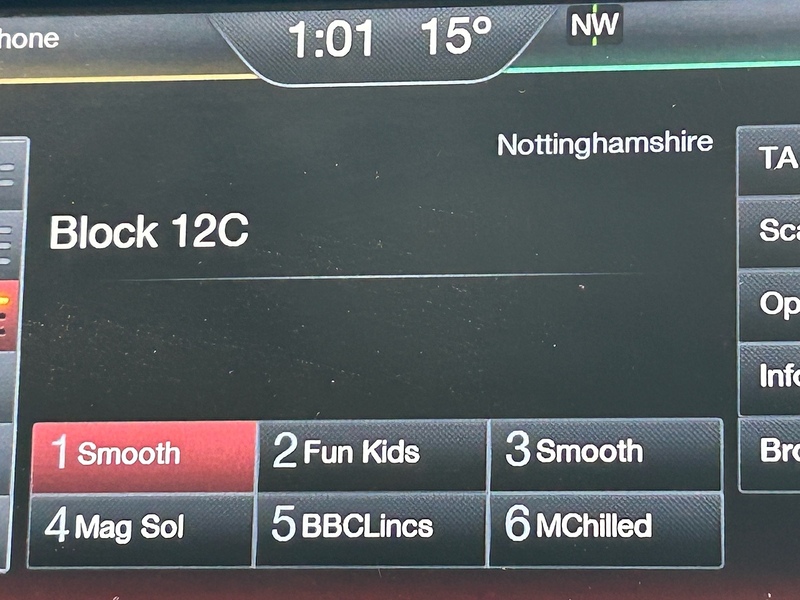 hone 1:01 15° NW
Nottinghamshire
TA
Block 12C
Sca
Op
Info
Bro
1 Smooth 2 Fun Kids 3 Smooth
4 Mag Sol 5 BBCLincs 6 MChilled